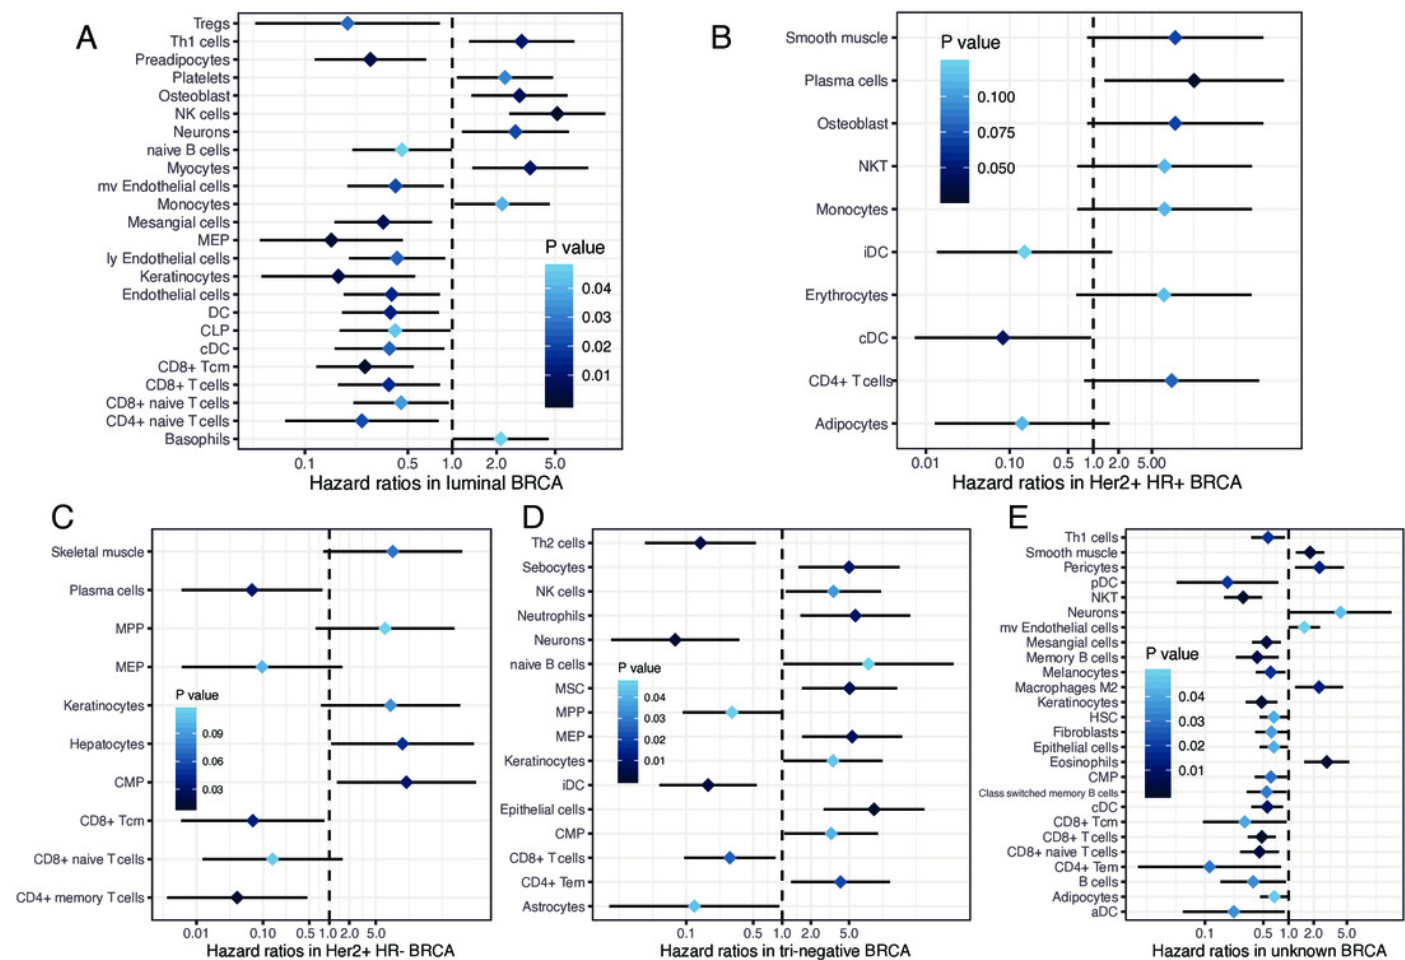 A
Tregs
Th1 cells
Preadipocytes
Platelets
Osteoblast
NK cells
Neurons
naive B cells
Myocytes
mv Endothelial cells
Monocytes
Mesangial cells
MEP
ly Endothelial cells
Keratinocytes
Endothelial cells
DC
CLP
cDC
CD8+ Tcm
CD8+ T cells
CD8+ naive T cells
CD4+ naive T cells
Basophils
P value
0.04
0.03
0.02
0.01
0.1 0.5 1.0 2.0 5.0
Hazard ratios in luminal BRCA
B
Smooth muscle
Plasma cells
Osteoblast
NKT
Monocytes
iDC
Erythrocytes
cDC
CD4+ T cells
Adipocytes
P value
0.100
0.075
0.050
0.01 0.10 0.5 1.0 2.0 5.00
Hazard ratios in Her2+ HR+ BRCA
C
Skeletal muscle
Plasma cells
MPP
MEP
Keratinocytes
Hepatocytes
CMP
CD8+ Tcm
CD8+ naive T cells
CD4+ memory T cells
P value
0.09
0.06
0.03
0.01 0.10 0.5 1.0 2.0 5.0
Hazard ratios in Her2+ HR- BRCA
D
Th2 cells
Sebocytes
NK cells
Neutrophils
Neurons
naive B cells
MSC
MPP
MEP
Keratinocytes
iDC
Epithelial cells
CMP
CD8+ T cells
CD4+ Tem
Astrocytes
P value
0.04
0.03
0.02
0.01
0.1 0.5 1.0 2.0 5.0
Hazard ratios in tri-negative BRCA
E
Th1 cells
Smooth muscle
Pericytes
pDC
NKT
Neurons
mv Endothelial cells
Mesangial cells
Memory B cells
Melanocytes
Macrophages M2
Keratinocytes
HSC
Fibroblasts
Epithelial cells
Eosinophils
CMP
Class switched memory B cells
cDC
CD8+ Tcm
CD8+ T cells
CD8+ naive T cells
CD4+ Tem
B cells
Adipocytes
aDC
P value
0.04
0.03
0.02
0.01
0.1 0.5 1.0 2.0 5.0
Hazard ratios in unknown BRCA